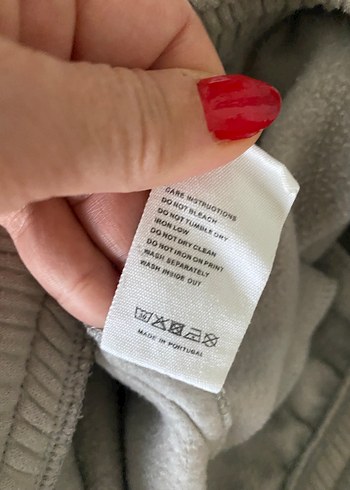 CARE INSTRUCTIONS
DO NOT BLEACH
DO NOT TUMBLE DRY
IRON LOW
DO NOT DRY CLEAN
DO NOT IRON ON PRINT
WASH SEPARATELY
WASH INSIDE OUT
30
MADE IN PORTUGAL